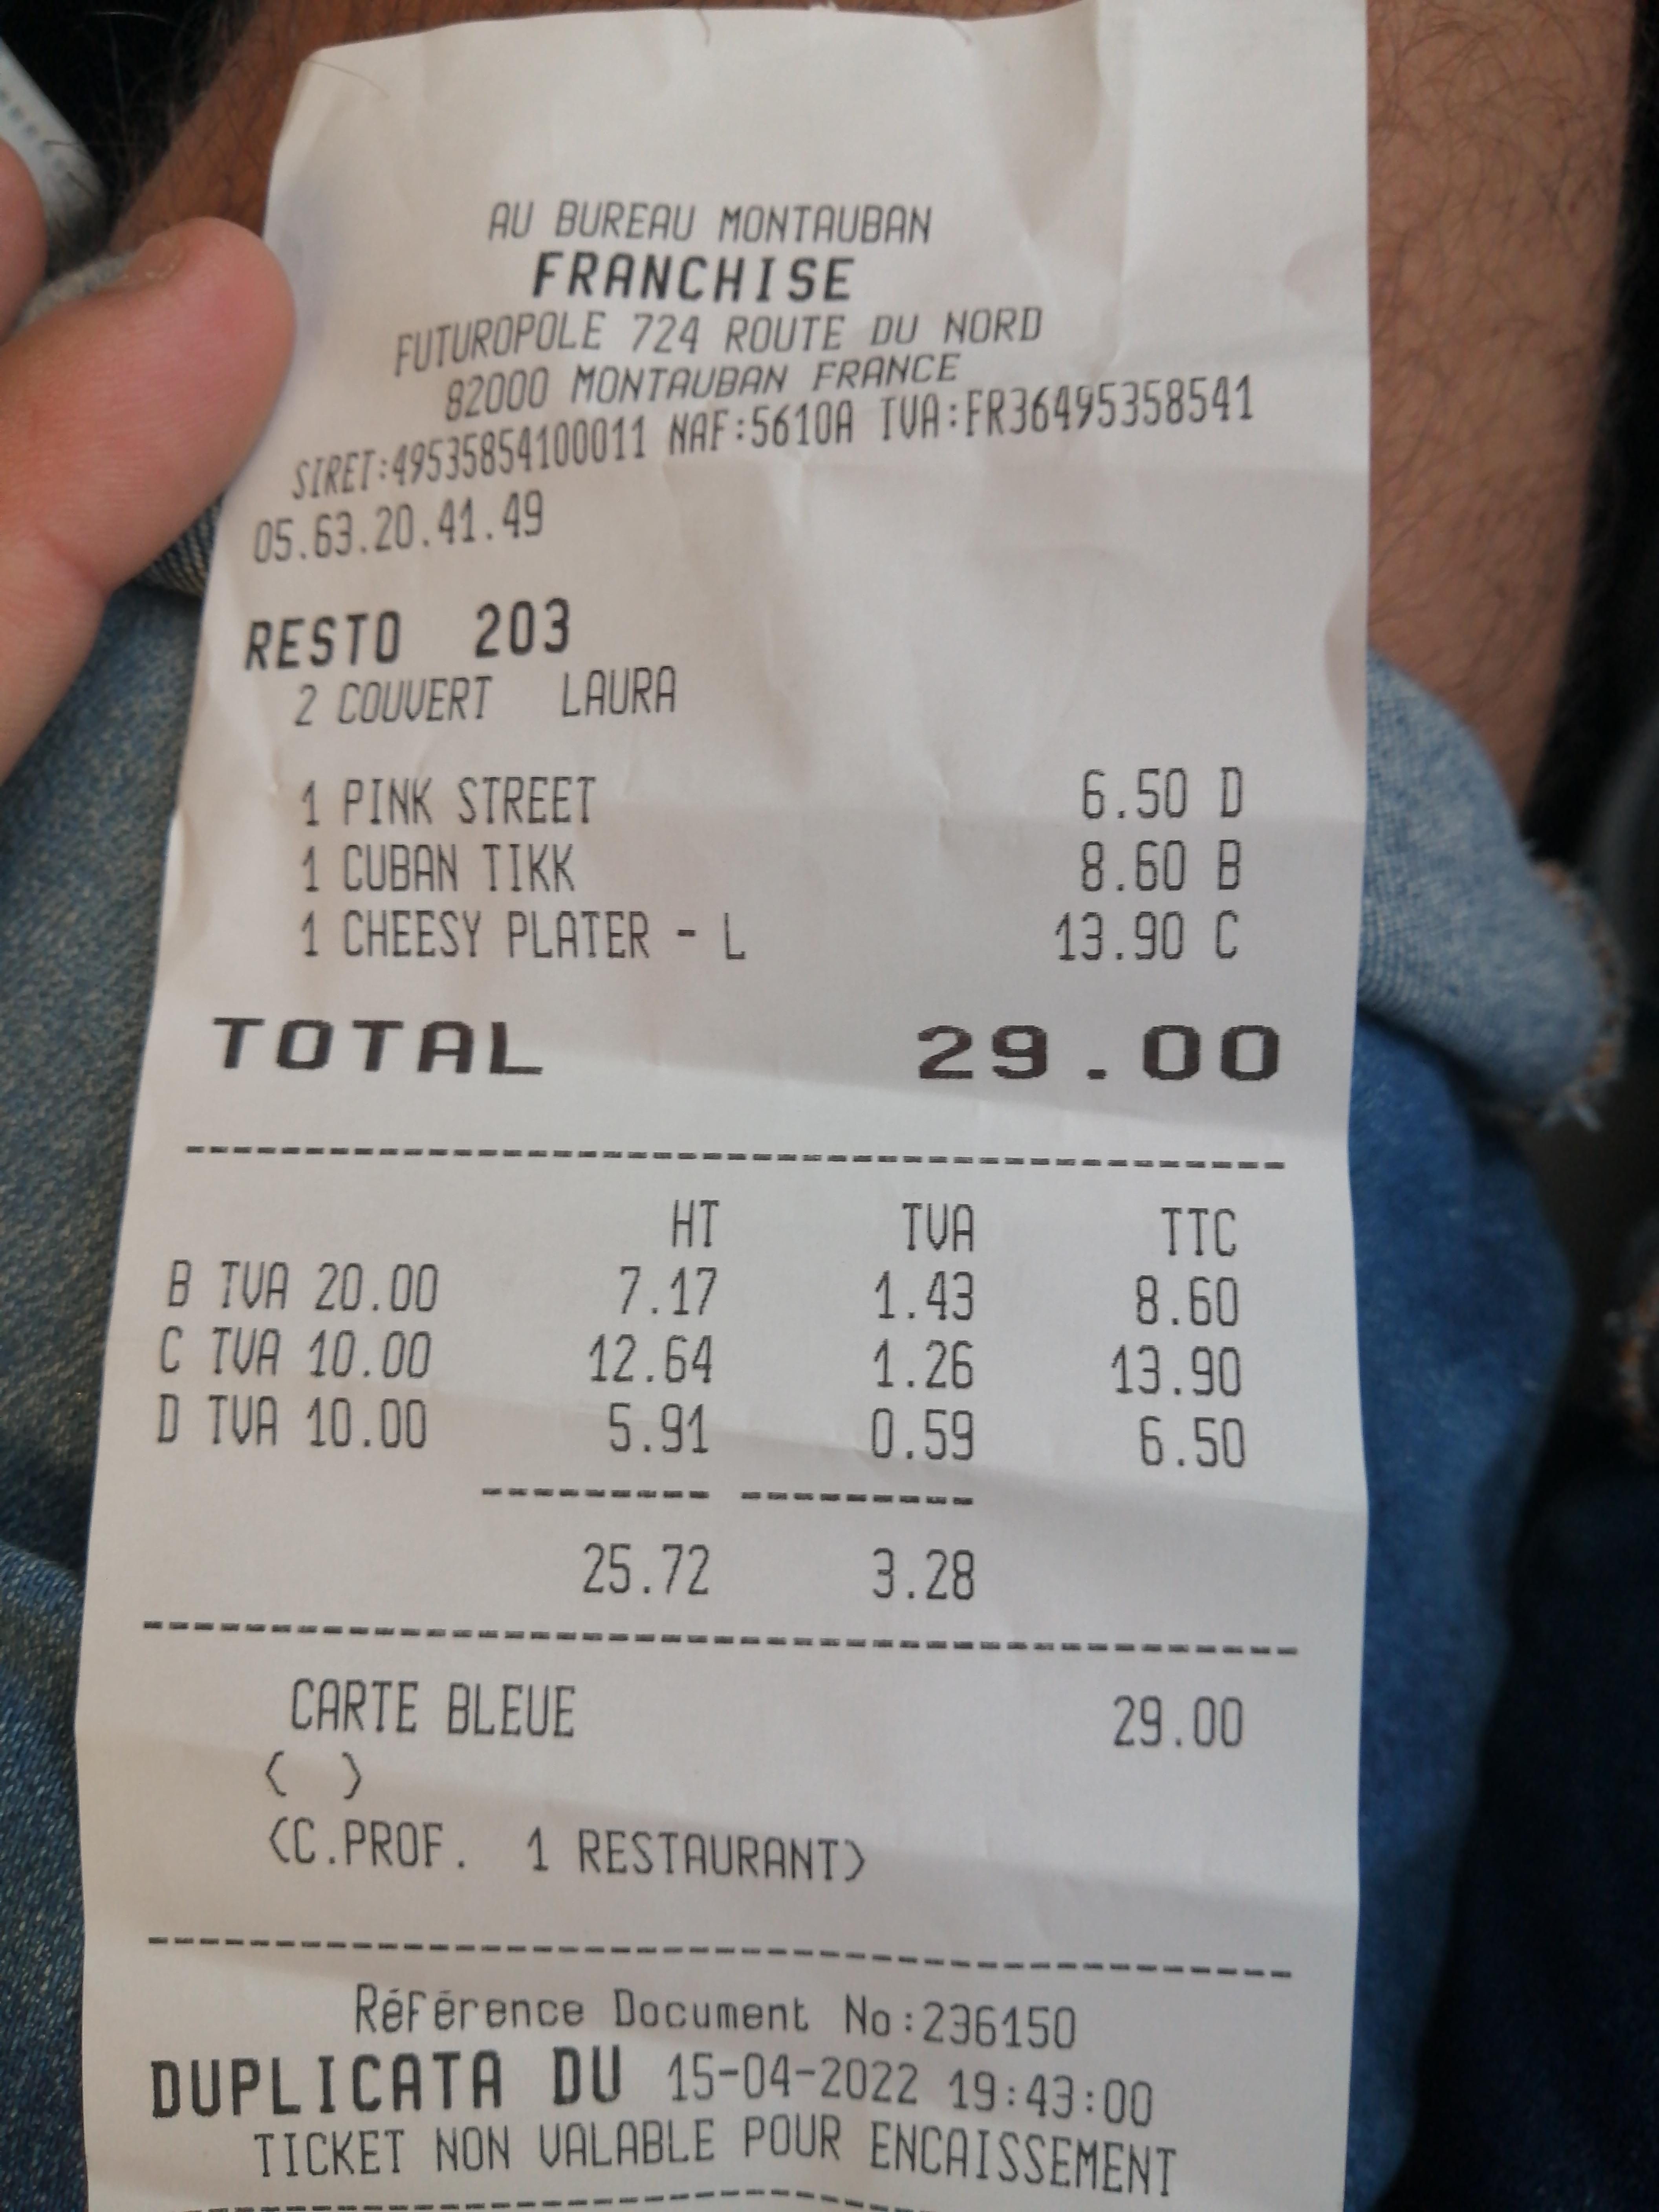 AU BUREAU MONTAUBAN
FRANCHISE
FUTUROPOLE 724 ROUTE DU NORD
82000 MONTAUBAN FRANCE
SIRET:49535854100011 NAF:5610A TVA:FR36495358541
05.63.20.41.49
RESTO 203
2 COUVERT LAURA
1 PINK STREET 6.50 D
1 CUBAN TIKK 8.60 B
1 CHEESY PLATER - L 13.90 C
TOTAL 29.00
HT TVA TTC
B TVA 20.00 7.17 1.43 8.60
C TVA 10.00 12.64 1.26 13.90
D TVA 10.00 5.91 0.59 6.50
25.72 3.28
CARTE BLEUE 29.00
( )
(C.PROF. 1 RESTAURANT)
Référence Document No:236150
DUPLICATA DU 15-04-2022 19:43:00
TICKET NON VALABLE POUR ENCAISSEMENT